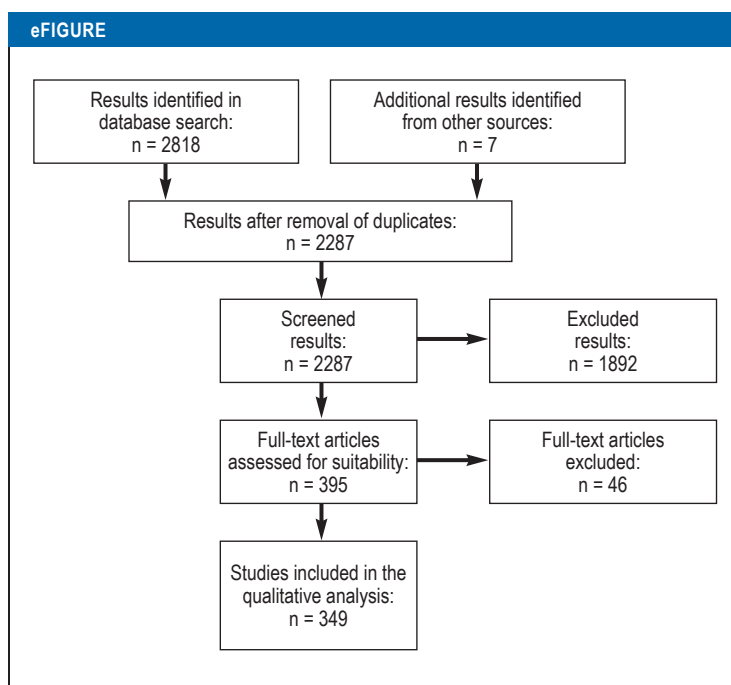 eFIGURE
Results identified in
database search:
n = 2818
Additional results identified
from other sources:
n = 7
Results after removal of duplicates:
n = 2287
Screened
results:
n = 2287
Excluded
results:
n = 1892
Full-text articles
assessed for suitability:
n = 395
Full-text articles
excluded:
n = 46
Studies included in the
qualitative analysis:
n = 349